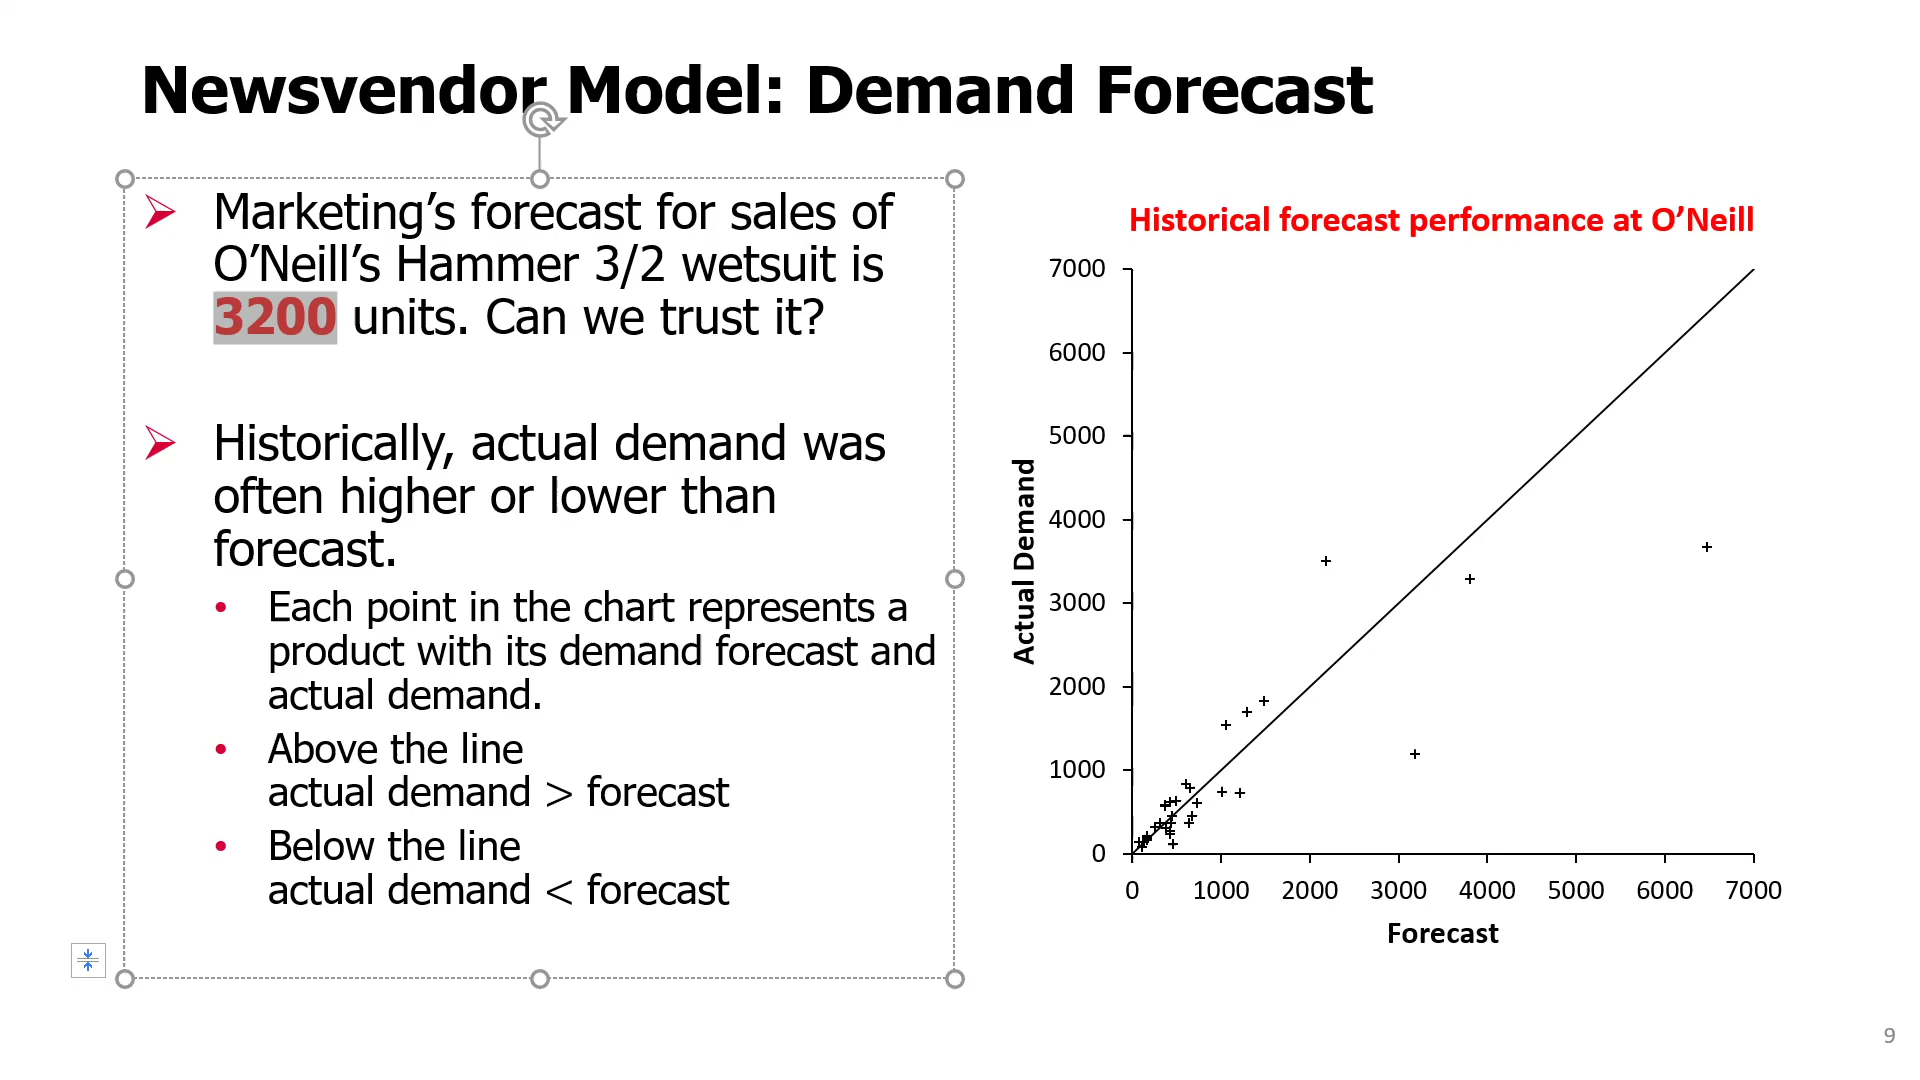 Newsvendor Model: Demand Forecast
Marketing’s forecast for sales of
O’Neill’s Hammer 3/2 wetsuit is
3200 units. Can we trust it?
Historically, actual demand was
often higher or lower than
forecast.
• Each point in the chart represents a
product with its demand forecast and
actual demand.
• Above the line
actual demand > forecast
• Below the line
actual demand < forecast
Historical forecast performance at O’Neill
7000
6000
5000
4000
3000
2000
1000
0
Actual Demand
0 1000 2000 3000 4000 5000 6000 7000
Forecast
9